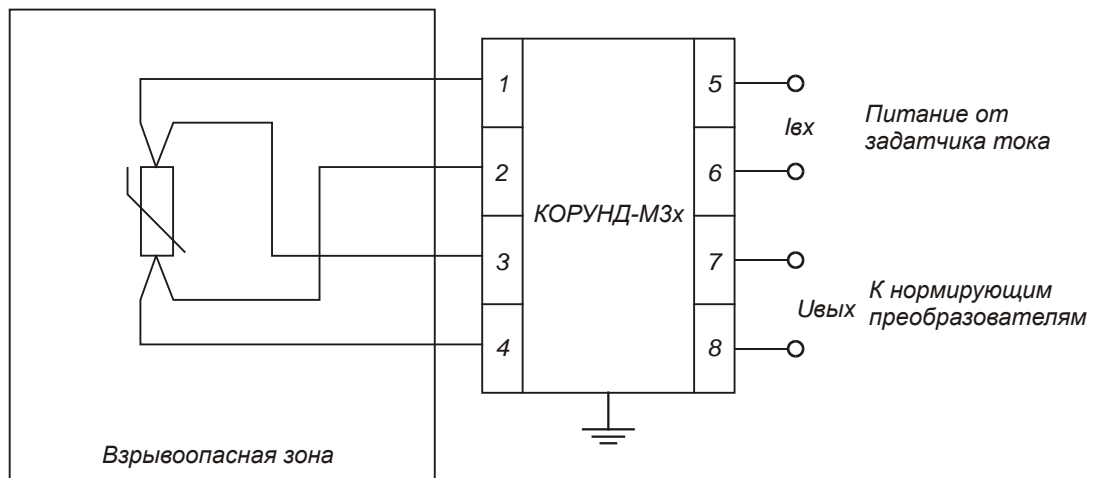 1
2
3
4
КОРУНД-М3х
5
6
7
8
Iвх
Питание от
задатчика тока
Uвых
К нормирующим
преобразователям
Взрывоопасная зона